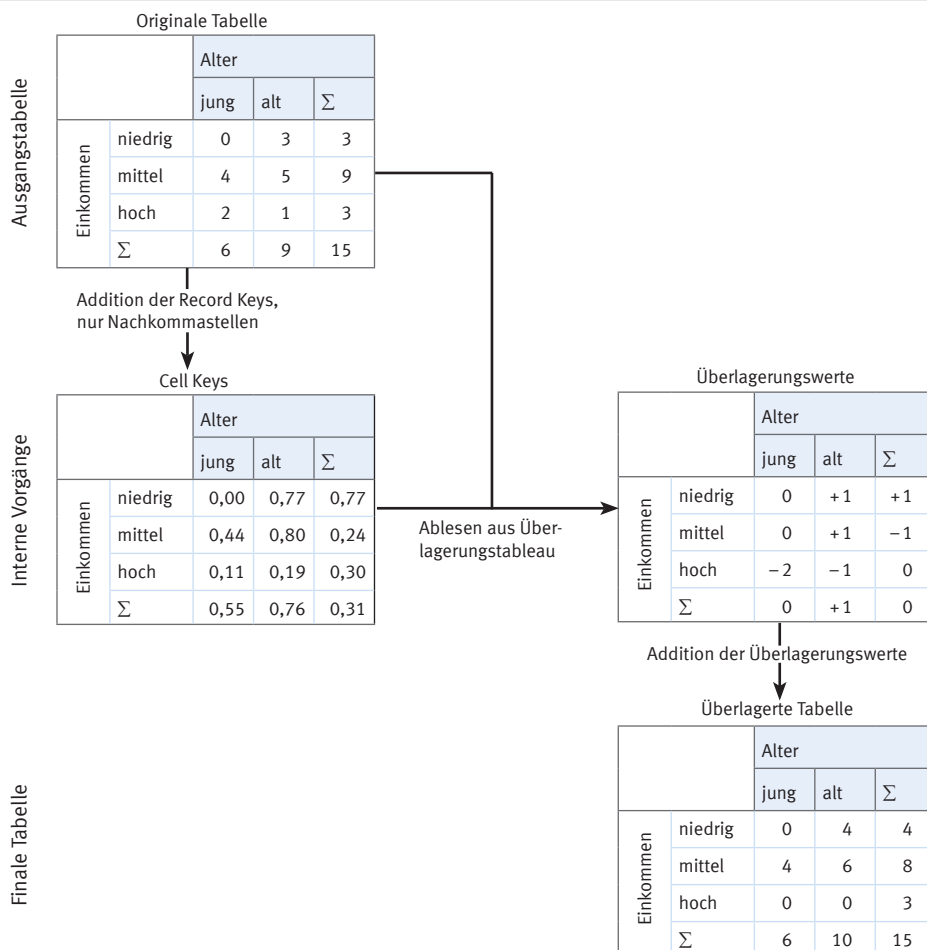 Originale Tabelle
Ausgangstabelle
Alter
jung alt Σ
Einkommen
niedrig 0 3 3
mittel 4 5 9
hoch 2 1 3
Σ 6 9 15
Addition der Record Keys,
nur Nachkommastellen
Interne Vorgänge
Cell Keys
Alter
jung alt Σ
Einkommen
niedrig 0,00 0,77 0,77
mittel 0,44 0,80 0,24
hoch 0,11 0,19 0,30
Σ 0,55 0,76 0,31
Ablesen aus Über-
lagerungstableau
Überlagerungswerte
Alter
jung alt Σ
Einkommen
niedrig 0 +1 +1
mittel 0 +1 −1
hoch −2 −1 0
Σ 0 +1 0
Addition der Überlagerungswerte
Finale Tabelle
Überlagerte Tabelle
Alter
jung alt Σ
Einkommen
niedrig 0 4 4
mittel 4 6 8
hoch 0 0 3
Σ 6 10 15